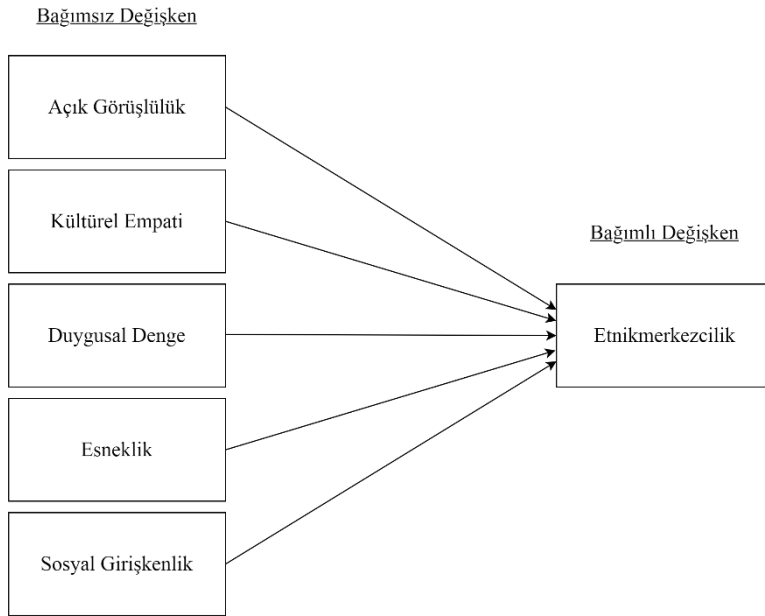 Bağımsız Değişken
Açık Görüşlülük
Kültürel Empati
Duygusal Denge
Esneklik
Sosyal Girişkenlik
Bağımlı Değişken
Etnikmerkezcilik